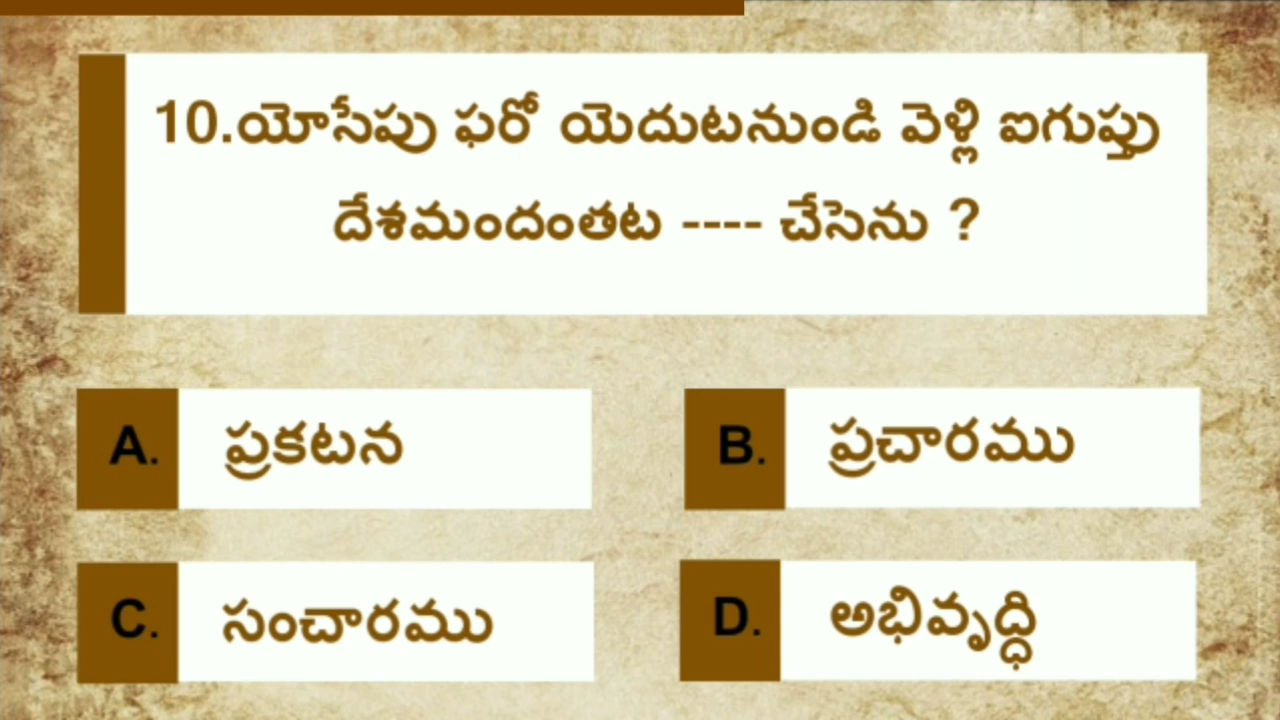 10.యోసేపు ఫరో యెదుటనుండి వెళ్లి ఐగుప్తు
దేశమందంతట ---- చేసెను ?
A. ప్రకటన
B. ప్రచారము
C. సంచారము
D. అభివృద్ధి